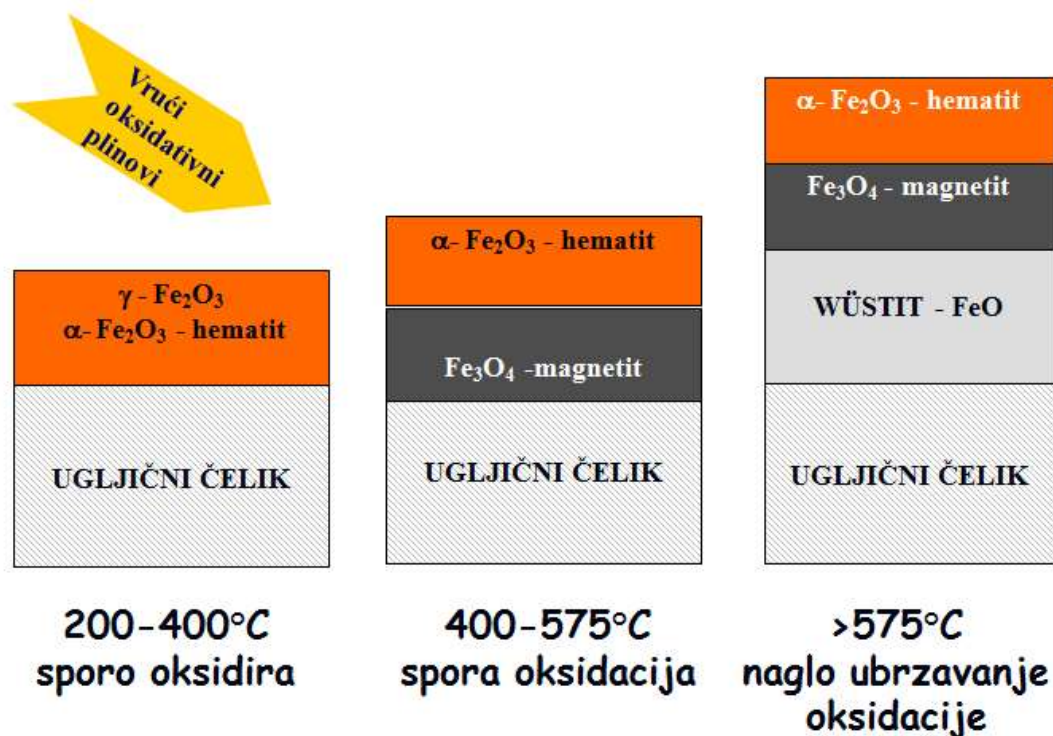 Vrući
oksidativni
plinovi
γ - Fe₂O₃
α- Fe₂O₃ - hematit
UGLJIČNI ČELIK
200-400°C
sporo oksidira
α- Fe₂O₃ - hematit
Fe₃O₄ -magnetit
UGLJIČNI ČELIK
400-575°C
spora oksidacija
α- Fe₂O₃ - hematit
Fe₃O₄ - magnetit
WÜSTIT - FeO
UGLJIČNI ČELIK
>575°C
naglo ubrzavanje
oksidacije